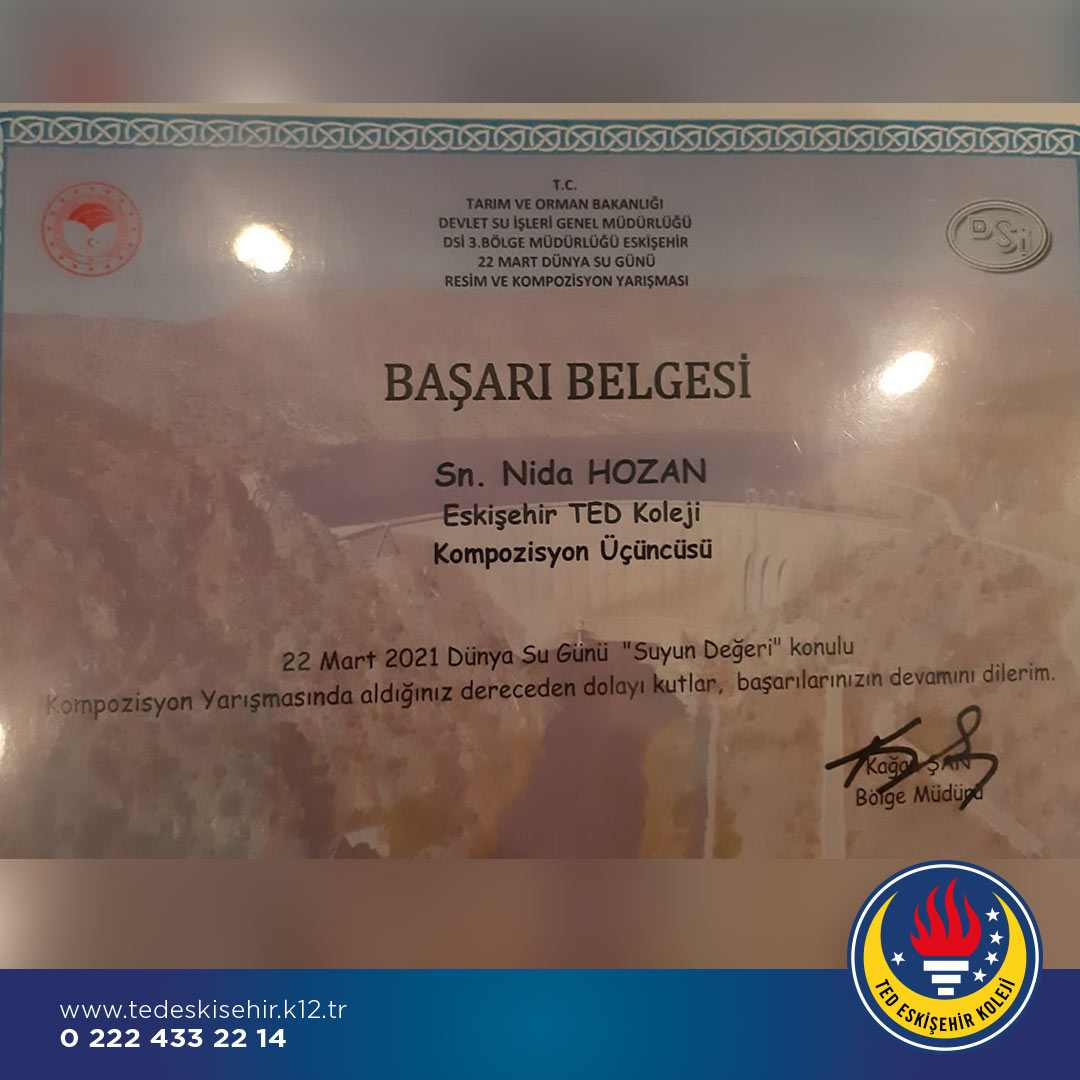 T.C.
TARIM VE ORMAN BAKANLIĞI
DEVLET SU İŞLERİ GENEL MÜDÜRLÜĞÜ
DSİ 3.BÖLGE MÜDÜRLÜĞÜ ESKİŞEHİR
22 MART DÜNYA SU GÜNÜ
RESİM VE KOMPOZİSYON YARIŞMASI
DSİ
BAŞARI BELGESİ
Sn. Nida HOZAN
Eskişehir TED Koleji
Kompozisyon Üçüncüsü
22 Mart 2021 Dünya Su Günü "Suyun Değeri" konulu
Kompozisyon Yarışmasında aldığınız dereceden dolayı kutlar, başarılarınızın devamını dilerim.
Kağan ŞAN
Bölge Müdürü
www.tedeskisehir.k12.tr
0 222 433 22 14
TED ESKİŞEHİR KOLEJİ